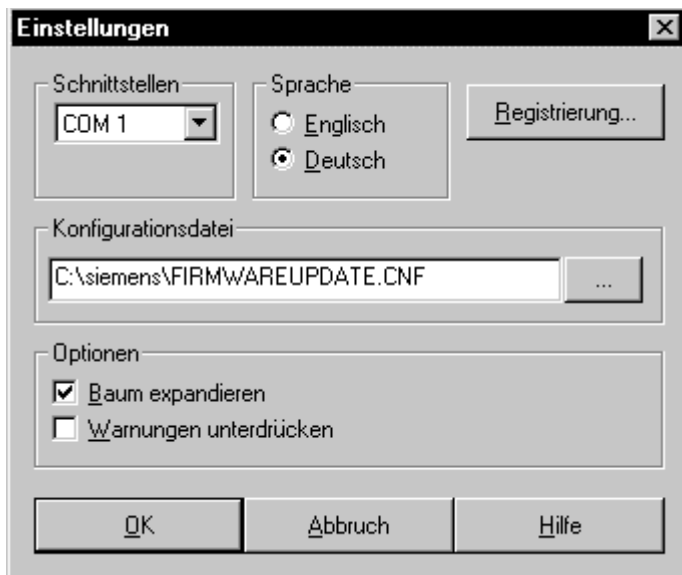 Einstellungen
Schnittstellen
COM 1
Sprache
Englisch
Deutsch
Registrierung...
Konfigurationsdatei
C:\siemens\FIRMWAREUPDATE.CNF
...
Optionen
Baum expandieren
Warnungen unterdrücken
OK
Abbruch
Hilfe